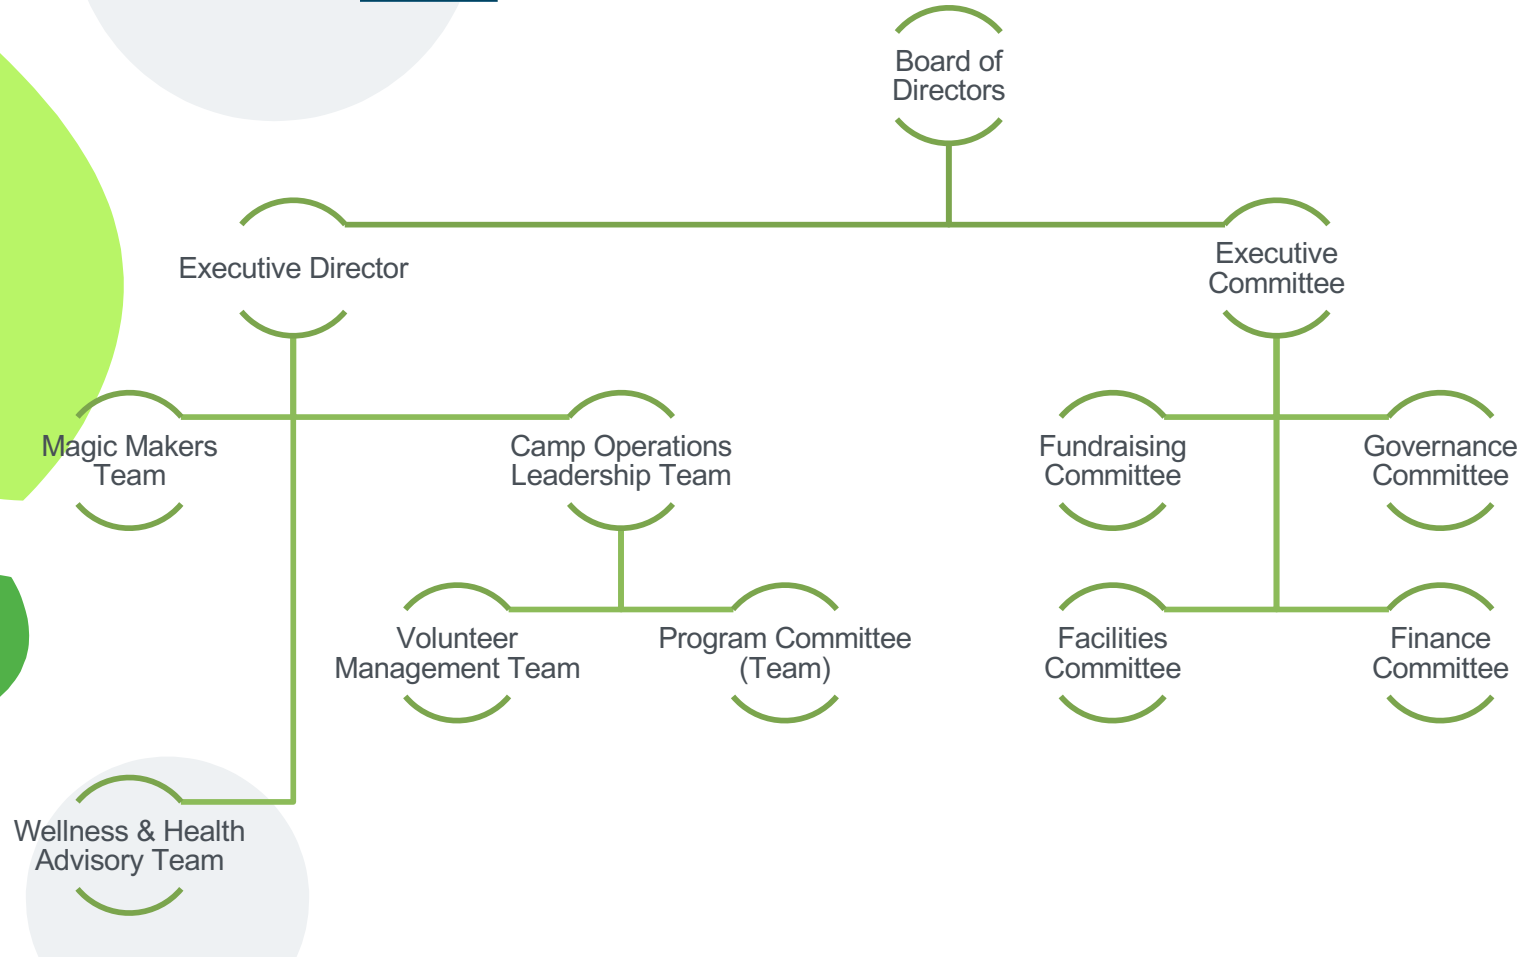 Board of
Directors
Executive Director
Executive
Committee
Magic Makers
Team
Camp Operations
Leadership Team
Fundraising
Committee
Governance
Committee
Volunteer
Management Team
Program Committee
(Team)
Facilities
Committee
Finance
Committee
Wellness & Health
Advisory Team